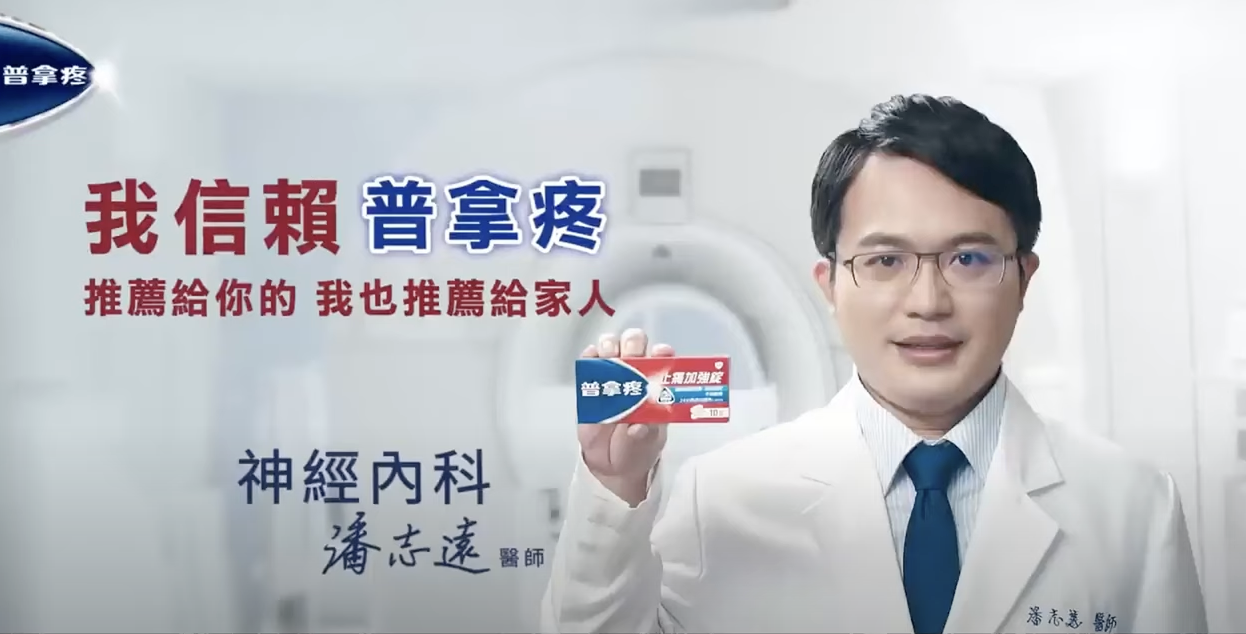 普拿疼
我信賴 普拿疼
推薦給你的 我也推薦給家人
普拿疼
止痛加強錠
10
神經內科
潘志遠 醫師
潘志遠 醫師